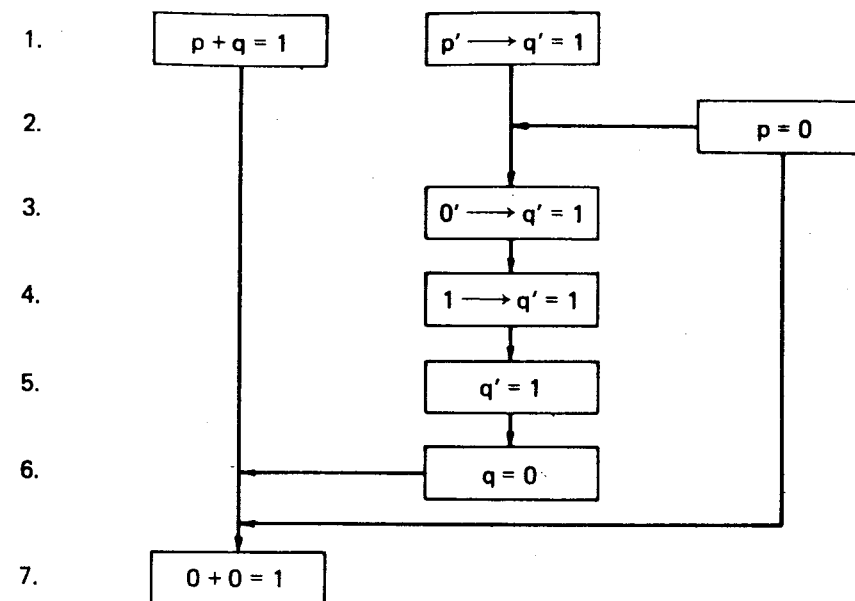 1. p + q = 1 p′ ⟶ q′ = 1
2. p = 0
3. 0′ ⟶ q′ = 1
4. 1 ⟶ q′ = 1
5. q′ = 1
6. q = 0
7. 0 + 0 = 1